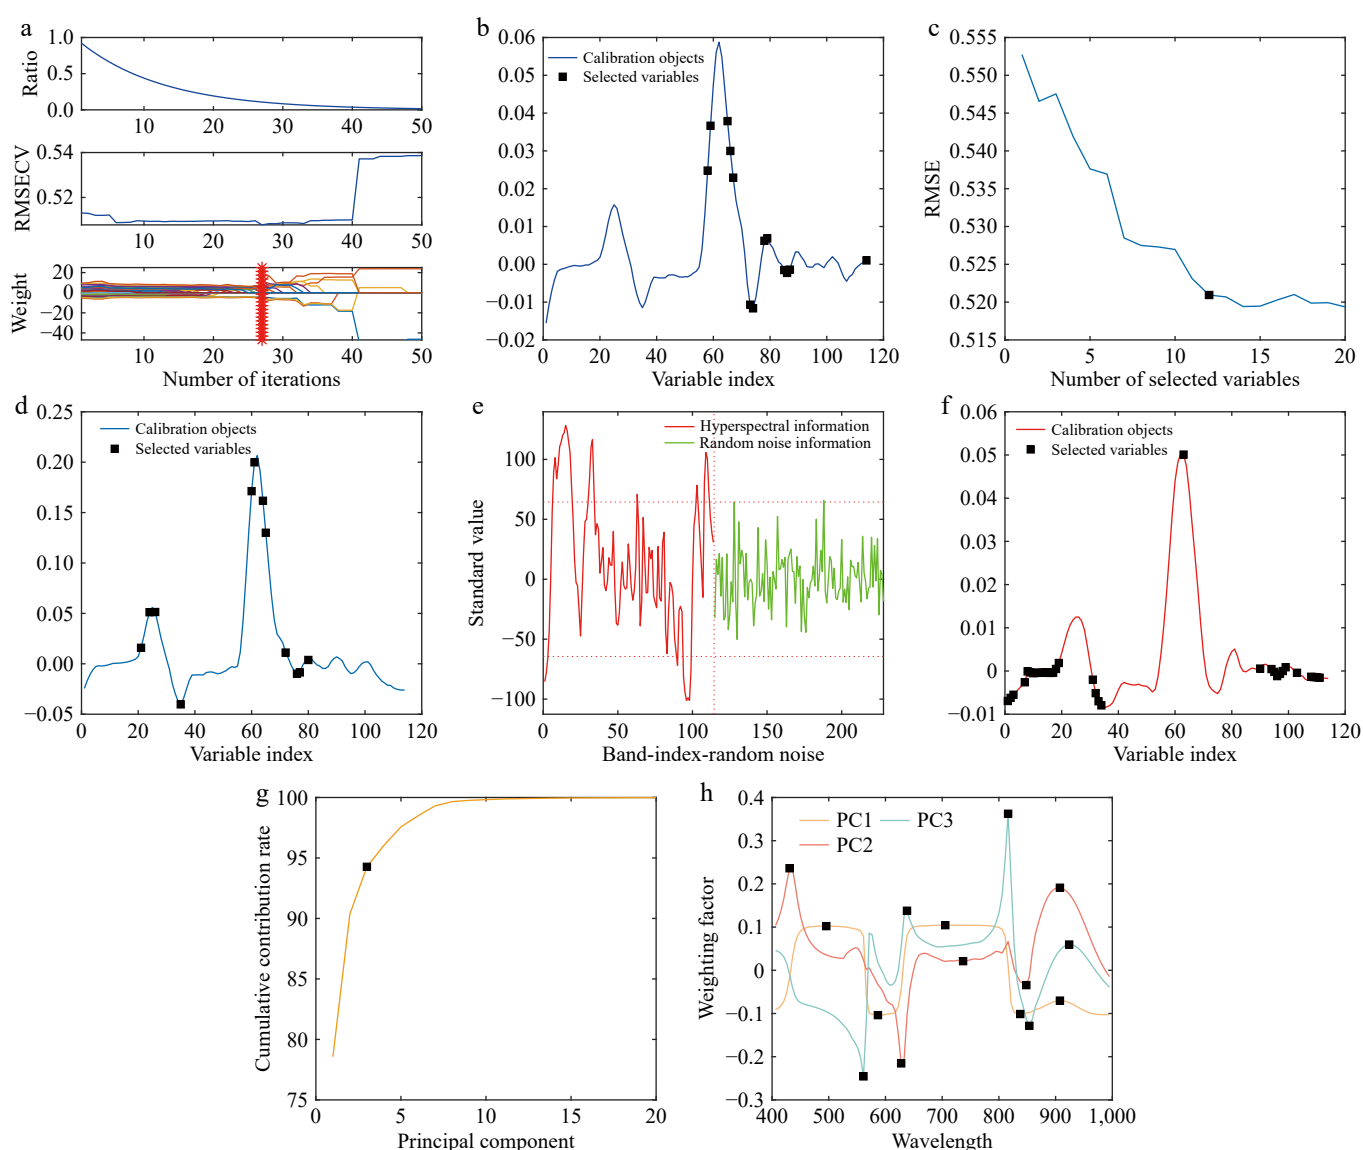 a
1.0
0.5
0.0
Ratio
10 20 30 40 50
0.54
0.52
RMSECV
10 20 30 40 50
20
0
−20
−40
Weight
10 20 30 40 50
Number of iterations
b
0.06
0.05
0.04
0.03
0.02
0.01
0.00
−0.01
−0.02
Calibration objects
Selected variables
0 20 40 60 80 100 120
Variable index
c
0.555
0.550
0.545
0.540
0.535
0.530
0.525
0.520
0.515
RMSE
0 5 10 15 20
Number of selected variables
d
0.25
0.20
0.15
0.10
0.05
0.00
−0.05
Calibration objects
Selected variables
0 20 40 60 80 100 120
Variable index
e
Hyperspectral information
Random noise information
100
50
0
−50
−100
Standard value
0 50 100 150 200
Band-index-random noise
f
0.06
0.05
0.04
0.03
0.02
0.01
0
−0.01
Calibration objects
Selected variables
0 20 40 60 80 100 120
Variable index
g
100
95
90
85
80
75
Cumulative contribution rate
0 5 10 15 20
Principal component
h
0.4
0.3
0.2
0.1
0
−0.1
−0.2
−0.3
Weighting factor
PC1 PC3
PC2
400 500 600 700 800 900 1,000
Wavelength